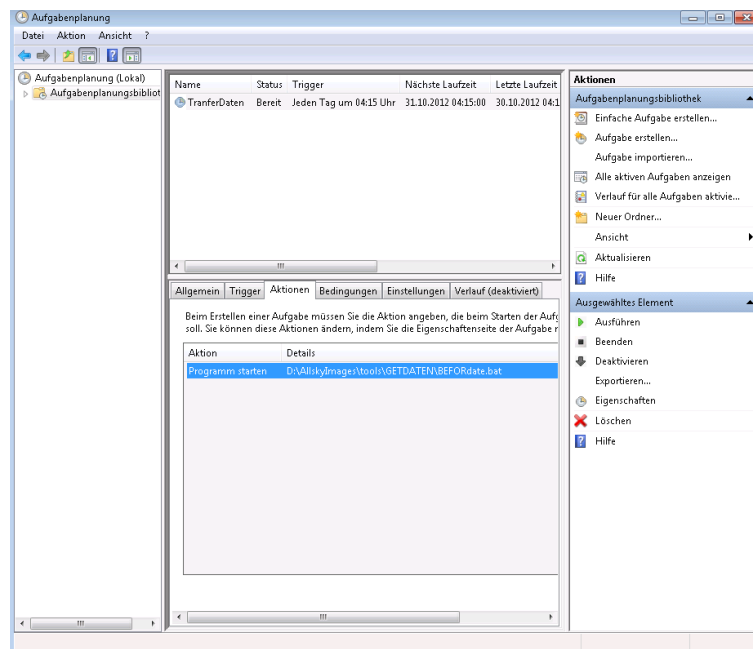 Aufgabenplanung
Datei Aktion Ansicht ?
Aufgabenplanung (Lokal)
Aufgabenplanungsbibliot
Name Status Trigger Nächste Laufzeit Letzte Laufzeit
TranferDaten Bereit Jeden Tag um 04:15 Uhr 31.10.2012 04:15:00 30.10.2012 04:1
Allgemein Trigger Aktionen Bedingungen Einstellungen Verlauf (deaktiviert)
Beim Erstellen einer Aufgabe müssen Sie die Aktion angeben, die beim Starten der Aufg
soll. Sie können diese Aktionen ändern, indem Sie die Eigenschaftenseite der Aufgabe
Aktion Details
Programm starten D:\AllskyImages\tools\GETDATEN\BEFORdate.bat
Aktionen
Aufgabenplanungsbibliothek
Einfache Aufgabe erstellen...
Aufgabe erstellen...
Aufgabe importieren...
Alle aktiven Aufgaben anzeigen
Verlauf für alle Aufgaben aktivie...
Neuer Ordner...
Ansicht
Aktualisieren
Hilfe
Ausgewähltes Element
Ausführen
Beenden
Deaktivieren
Exportieren...
Eigenschaften
Löschen
Hilfe